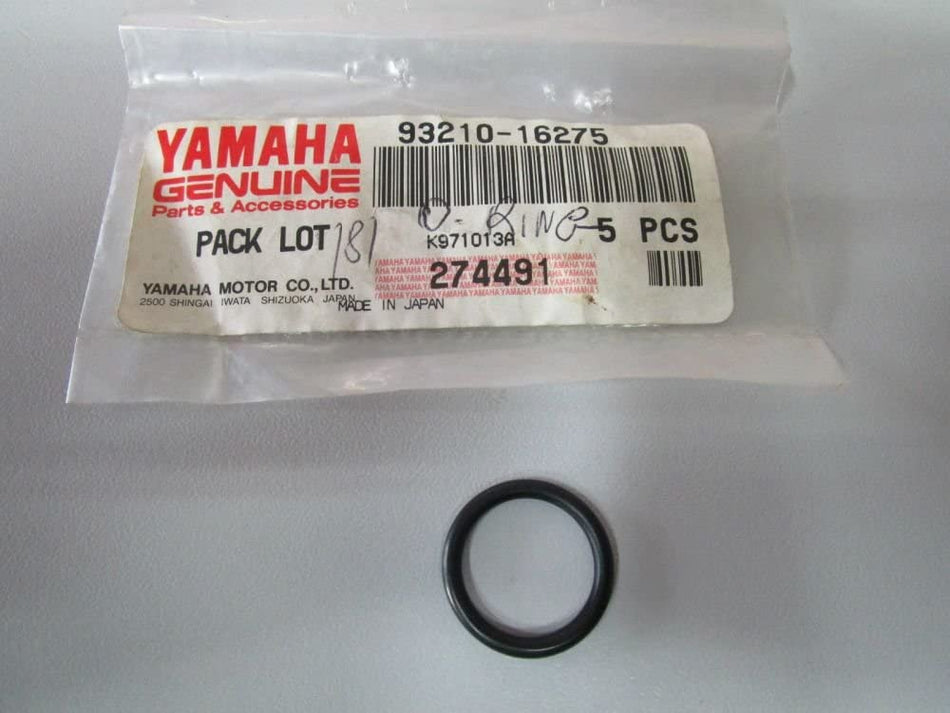 YAMAHA
GENUINE
Parts & Accessories
93210-16275
PACK LOT 181 O-RING 5 PCS
K971013A
274491
YAMAHA MOTOR CO.,LTD.
2500 SHINGAI IWATA SHIZUOKA JAPAN
MADE IN JAPAN